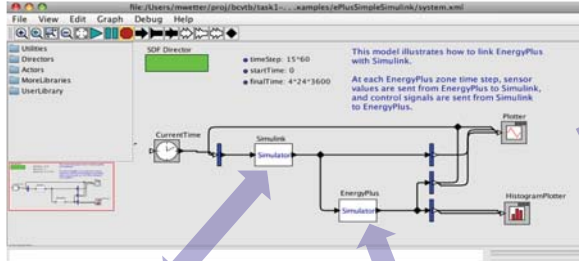 file:/Users/mwetter/proj/bcvtb/task1-. . .xamples/ePlusSimpleSimulink/system.xml
File View Edit Graph Debug Help
Utilities
Directors
Actors
MoreLibraries
UserLibrary
SDF Director
timeStep: 15*60
startTime: 0
finalTime: 4*24*3600
This model illustrates how to link EnergyPlus
with Simulink.
At each EnergyPlus zone time step, sensor
values are sent from EnergyPlus to Simulink,
and control signals are sent from Simulink
to EnergyPlus.
CurrentTime
Simulink
Simulator
Plotter
EnergyPlus
Simulator
HistogramPlotter